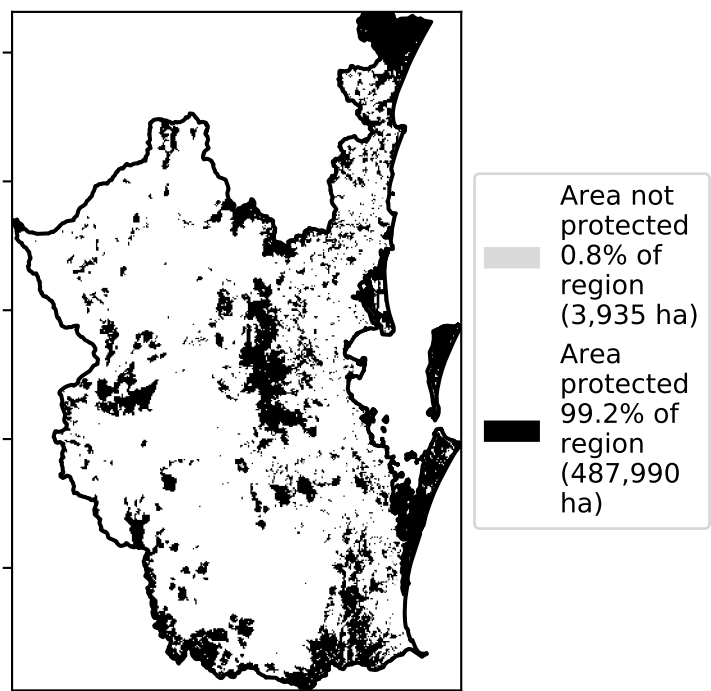 Area not
protected
0.8% of
region
(3,935 ha)
Area
protected
99.2% of
region
(487,990
ha)